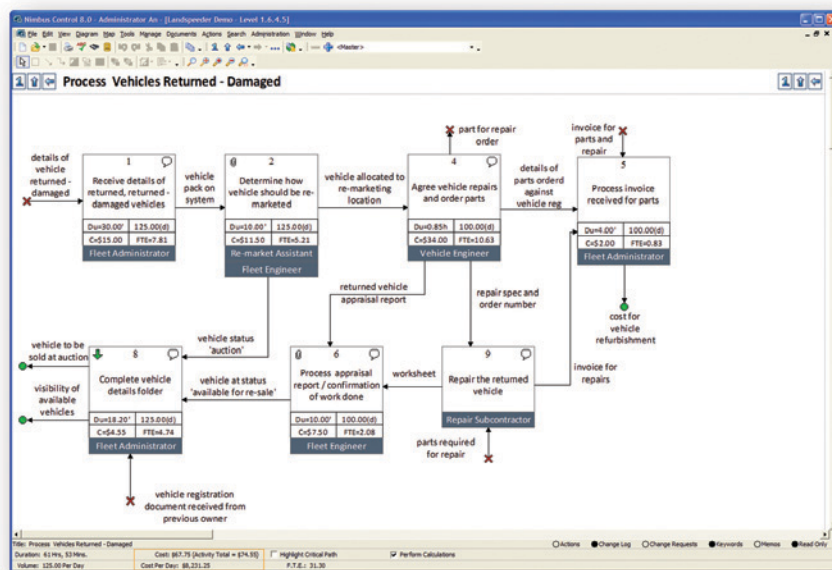 Nimbus Control 8.0 - Administrator An - [Landspeeder Demo - Level 1.6.4.5]
File Edit View Diagram Map Tools Manage Documents Actions Search Administration Window Help
<Master>
Process Vehicles Returned - Damaged
details of
vehicle
returned -
damaged
1
Receive details of
returned, returned -
damaged vehicles
Du=30.00' 125.00(d)
C=$15.00 FTE=7.81
Fleet Administrator
vehicle
pack on
system
2
Determine how
vehicle should be re-
marketed
Du=10.00' 125.00(d)
C=$11.50 FTE=5.21
Re-market Assistant
Fleet Engineer
vehicle allocated to
re-marketing
location
part for repair
order
4
Agree vehicle repairs
and order parts
Du=0.85h 100.00(d)
C=$34.00 FTE=10.63
Vehicle Engineer
details of
parts orderd
against
vehicle reg
invoice for
parts and
repair
5
Process invoice
received for parts
Du=4.00' 100.00(d)
C=$2.00 FTE=0.83
Fleet Administrator
cost for
vehicle
refurbishment
returned vehicle
appraisal report
repair spec and
order number
vehicle status
'auction'
vehicle to be
sold at auction
visibility of
available
vehicles
8
Complete vehicle
details folder
Du=18.20' 125.00(d)
C=$4.55 FTE=4.74
Fleet Administrator
vehicle at status
'available for re-sale'
6
Process appraisal
report / confirmation
of work done
Du=10.00' 100.00(d)
C=$7.50 FTE=2.08
Fleet Engineer
worksheet
9
Repair the returned
vehicle
Repair Subcontractor
invoice for
repairs
parts required
for repair
vehicle registration
document received from
previous owner
Title: Process Vehicles Returned - Damaged
Actions Change Log Change Requests Keywords Memos Read Only
Duration: 61 Hrs, 53 Mins. Cost: $67.75 (Activity Total = $74.55) Highlight Critical Path Perform Calculations
Volume: 125.00 Per Day Cost Per Day: $8,231.25 F.T.E.: 31.30